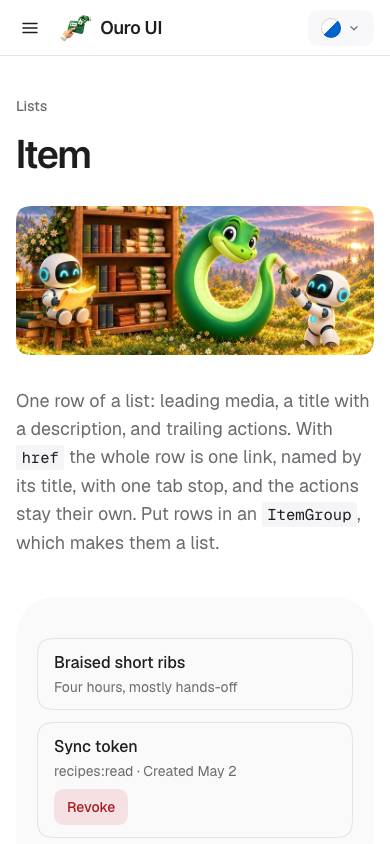 Ouro UI
Lists
Item
One row of a list: leading media, a title with
a description, and trailing actions. With
href the whole row is one link, named by
its title, with one tab stop, and the actions
stay their own. Put rows in an ItemGroup,
which makes them a list.
Braised short ribs
Four hours, mostly hands-off
Sync token
recipes:read · Created May 2
Revoke